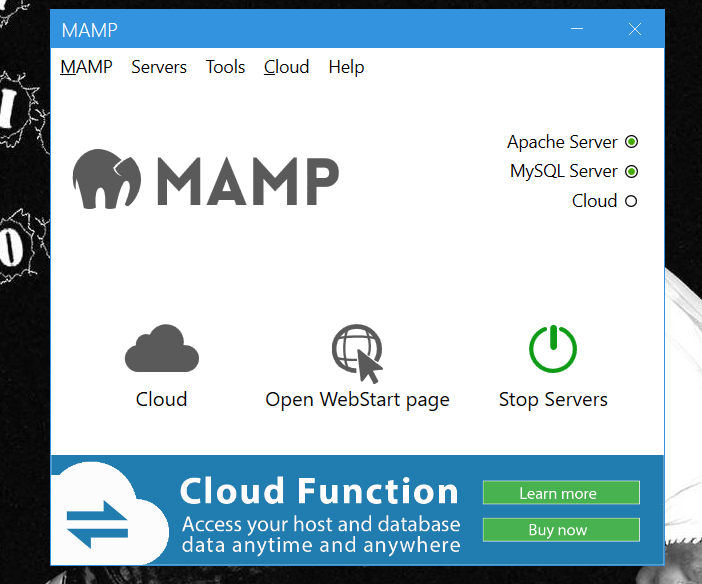 MAMP
MAMP Servers Tools Cloud Help
MAMP
Apache Server
MySQL Server
Cloud
Cloud
Open WebStart page
Stop Servers
Cloud Function
Access your host and database
data anytime and anywhere
Learn more
Buy now